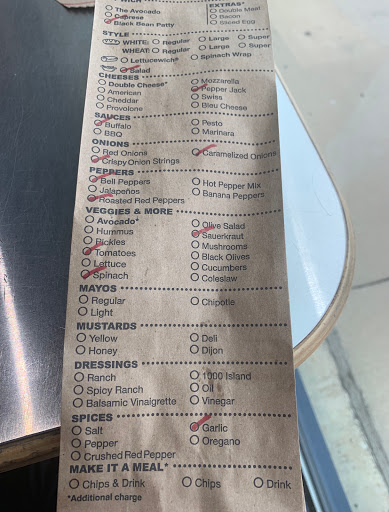 The Avocado
Caprese
Black Bean Patty
EXTRAS*
Double Meat
Bacon
Sliced Egg
STYLE
WHITE: Regular Large Super
WHEAT: Regular Large Super
Lettucewich® Spinach Wrap
Salad
CHEESES
Double Cheese* Mozzarella
American Pepper Jack
Cheddar Swiss
Provolone Bleu Cheese
SAUCES
Buffalo Pesto
BBQ Marinara
ONIONS
Red Onions Caramelized Onions
Crispy Onion Strings
PEPPERS
Bell Peppers Hot Pepper Mix
Jalapeños Banana Peppers
Roasted Red Peppers
VEGGIES & MORE
Avocado* Olive Salad
Hummus Sauerkraut
Pickles Mushrooms
Tomatoes Black Olives
Lettuce Cucumbers
Spinach Coleslaw
MAYOS
Regular Chipotle
Light
MUSTARDS
Yellow Deli
Honey Dijon
DRESSINGS
Ranch 1000 Island
Spicy Ranch Oil
Balsamic Vinaigrette Vinegar
SPICES
Salt Garlic
Pepper Oregano
Crushed Red Pepper
MAKE IT A MEAL*
Chips & Drink Chips Drink
*Additional charge